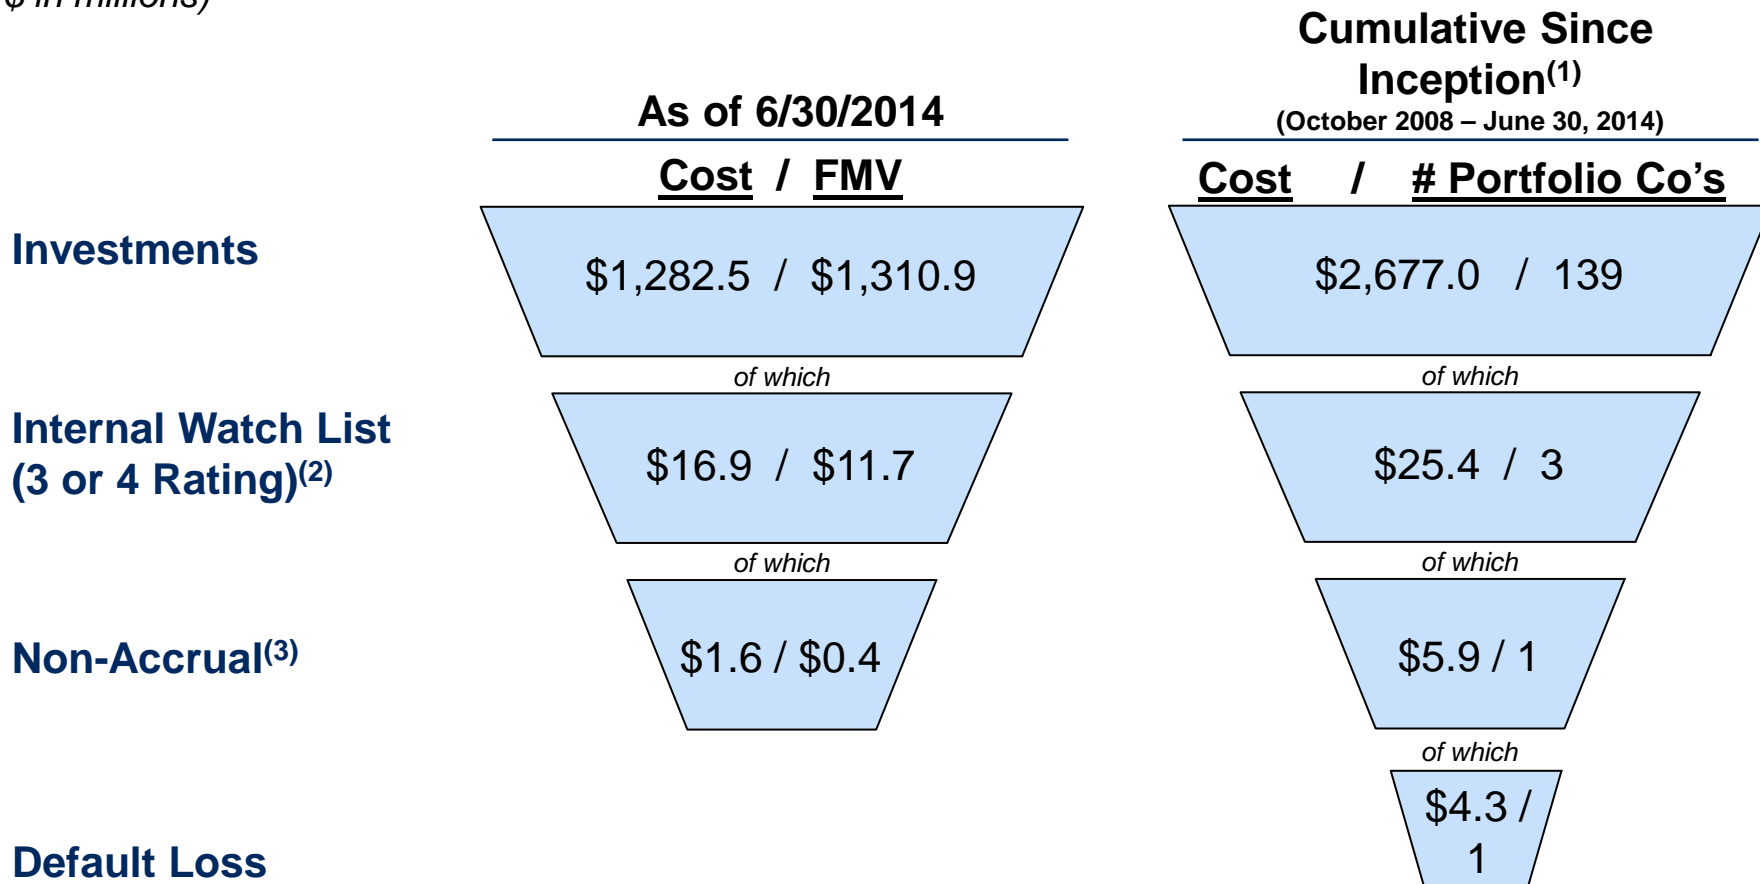 $ in millions)
Cumulative Since
Inception(1)
(October 2008 – June 30, 2014)
As of 6/30/2014
Cost / FMV
Cost / # Portfolio Co’s
Investments
$1,282.5 / $1,310.9
$2,677.0 / 139
of which
of which
Internal Watch List
(3 or 4 Rating)(2)
$16.9 / $11.7
$25.4 / 3
of which
of which
Non-Accrual(3)
$1.6 / $0.4
$5.9 / 1
of which
$4.3 /
1
Default Loss